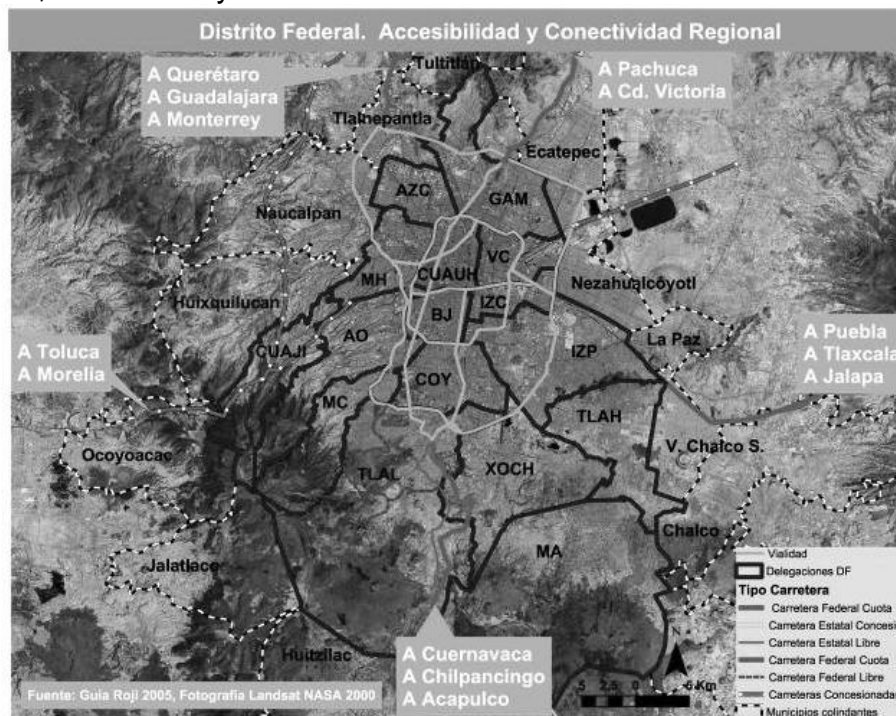 Distrito Federal. Accesibilidad y Conectividad Regional
A Querétaro
A Guadalajara
A Monterrey
Tultitlán
A Pachuca
A Cd. Victoria
Tlalnepantla
Ecatepec
AZC
GAM
Naucalpan
VC
MH
CUAUH
Nezahualcóyotl
Huixquilucan
BJ
IZC
AO
La Paz
CUAJI
IZP
A Puebla
A Tlaxcala
A Jalapa
A Toluca
A Morelia
COY
MC
TLAH
Ocoyoacac
V. Chalco S.
TLAL
XOCH
Chalco
MA
Jalatlaco
Huitzilac
A Cuernavaca
A Chilpancingo
A Acapulco
Vialidad
Delegaciones DF
Tipo Carretera
Carretera Federal Cuota
Carretera Estatal Concesi
Carretera Estatal Libre
Carretera Federal Cuota
Carretera Federal Libre
Carreteras Concesionada
Municipios colindantes
N
5 2.5 0 5 Km
Fuente: Guia Roji 2005, Fotografía Landsat NASA 2000